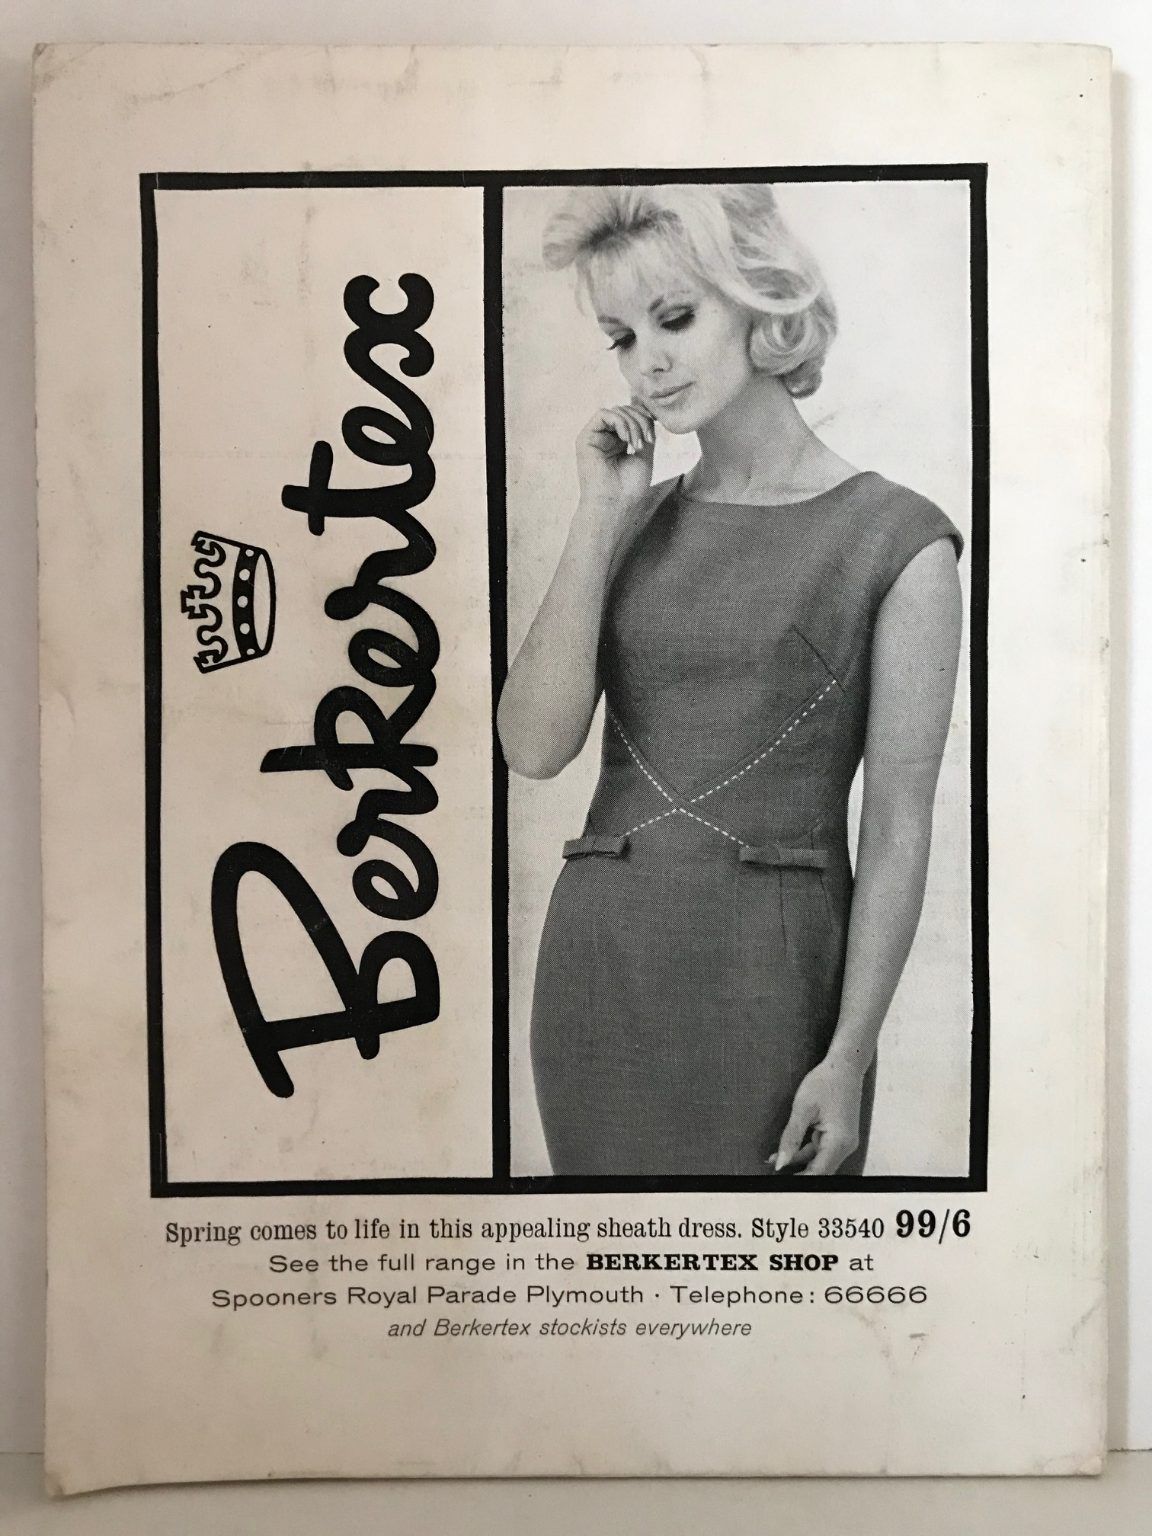 Berkertex
Spring comes to life in this appealing sheath dress. Style 33540 99/6
See the full range in the BERKERTEX SHOP at
Spooners Royal Parade Plymouth · Telephone: 66666
and Berkertex stockists everywhere